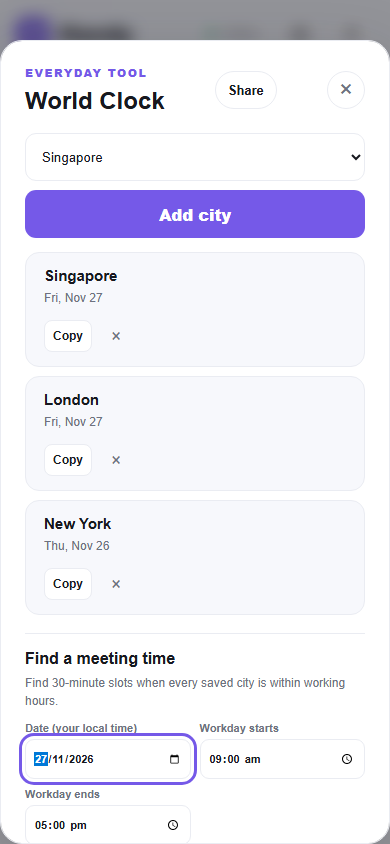 EVERYDAY TOOL
World Clock
Share
×
Singapore
Add city
Singapore
Fri, Nov 27
Copy
×
London
Fri, Nov 27
Copy
×
New York
Thu, Nov 26
Copy
×
Find a meeting time
Find 30-minute slots when every saved city is within working
hours.
Date (your local time) Workday starts
27/11/2026 09:00 am
Workday ends
05:00 pm